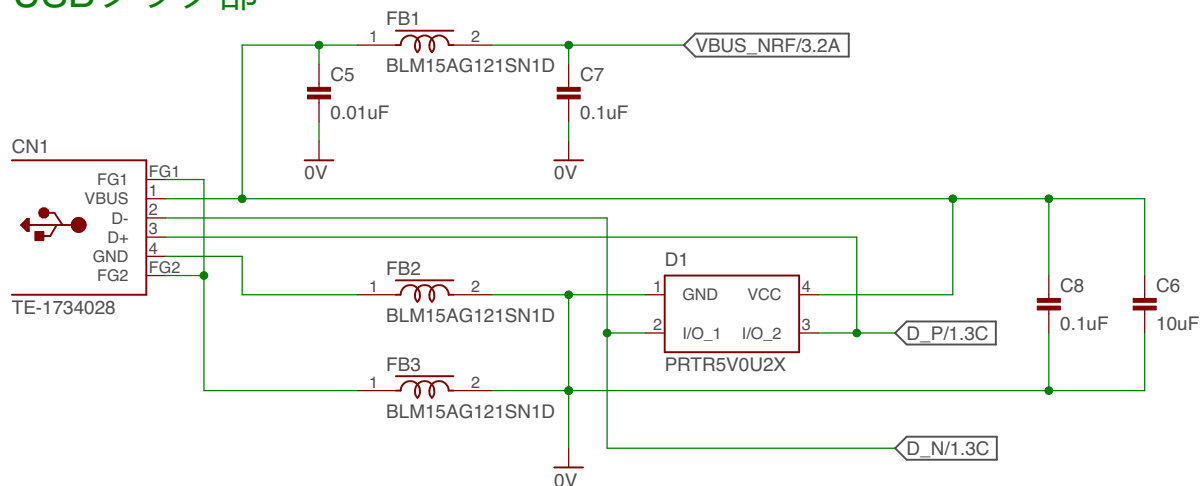 FB1
1 2
BLM15AG121SN1D
VBUS_NRF/3.2A
C5
0.01uF
C7
0.1uF
0V
0V
CN1
FG1 FG1
VBUS 1
D- 2
D+ 3
GND 4
FG2 FG2
TE-1734028
FB2
1 2
BLM15AG121SN1D
D1
1 GND VCC 4
2 I/O_1 I/O_2 3
PRTR5V0U2X
D_P/1.3C
C8
0.1uF
C6
10uF
FB3
1 2
BLM15AG121SN1D
D_N/1.3C
0V